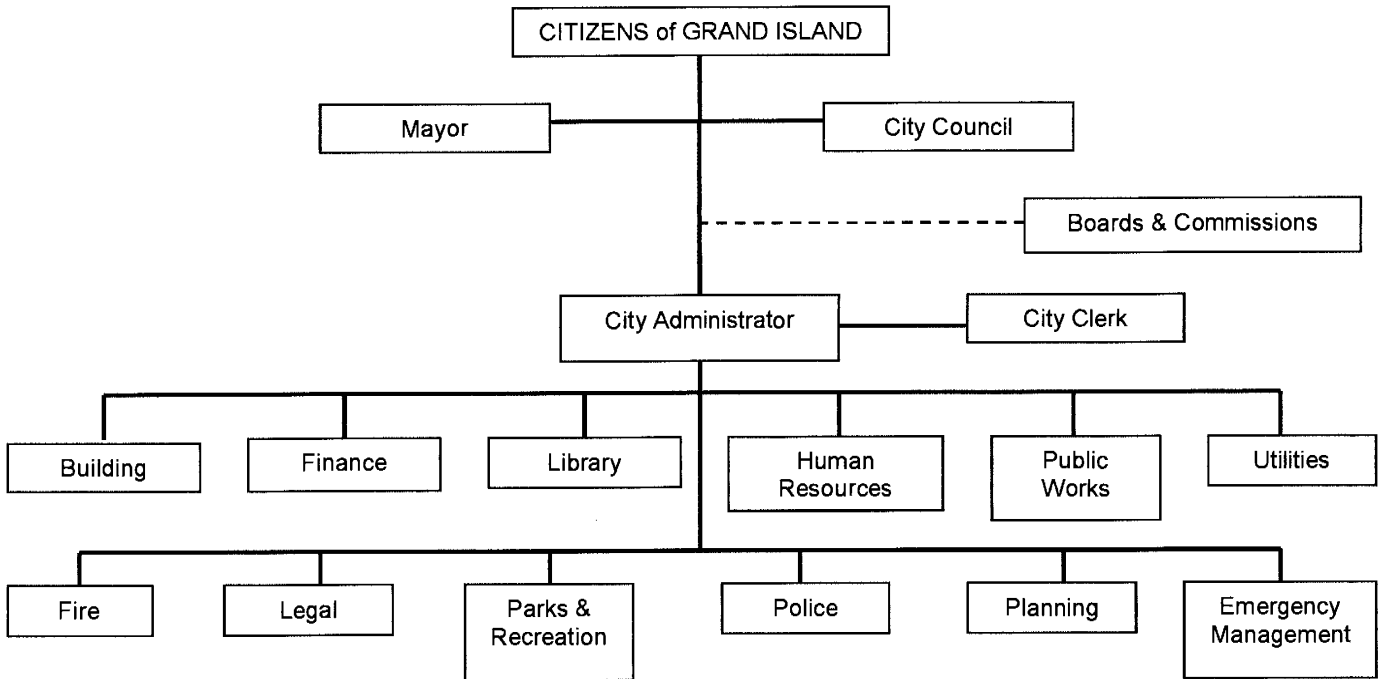 CITIZENS of GRAND ISLAND
Mayor
City Council
Boards & Commissions
City Administrator
City Clerk
Building
Finance
Library
Human
Resources
Public
Works
Utilities
Fire
Legal
Parks &
Recreation
Police
Planning
Emergency
Management